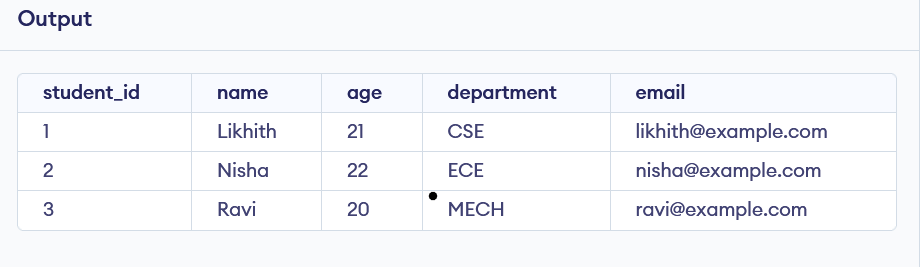 Output
student_id name age department email
1 Likhith 21 CSE likhith@example.com
2 Nisha 22 ECE nisha@example.com
3 Ravi 20 MECH ravi@example.com